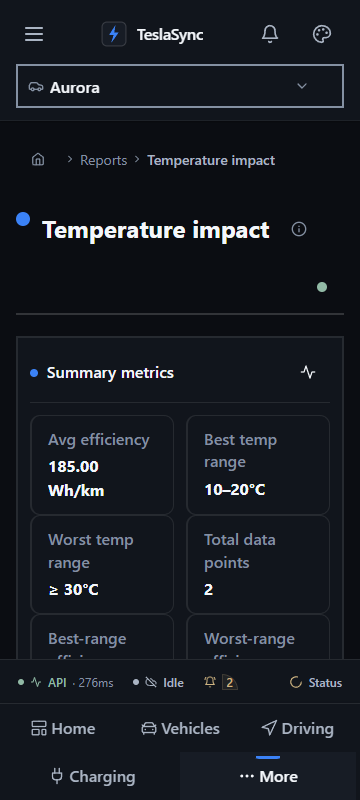 TeslaSync
Aurora
Reports
Temperature impact
Temperature impact
Summary metrics
Avg efficiency
185.00
Wh/km
Best temp
range
10–20°C
Worst temp
range
≥ 30°C
Total data
points
2
Best-range
Worst-range
API · 276ms
Idle
2
Status
Home
Vehicles
Driving
Charging
More